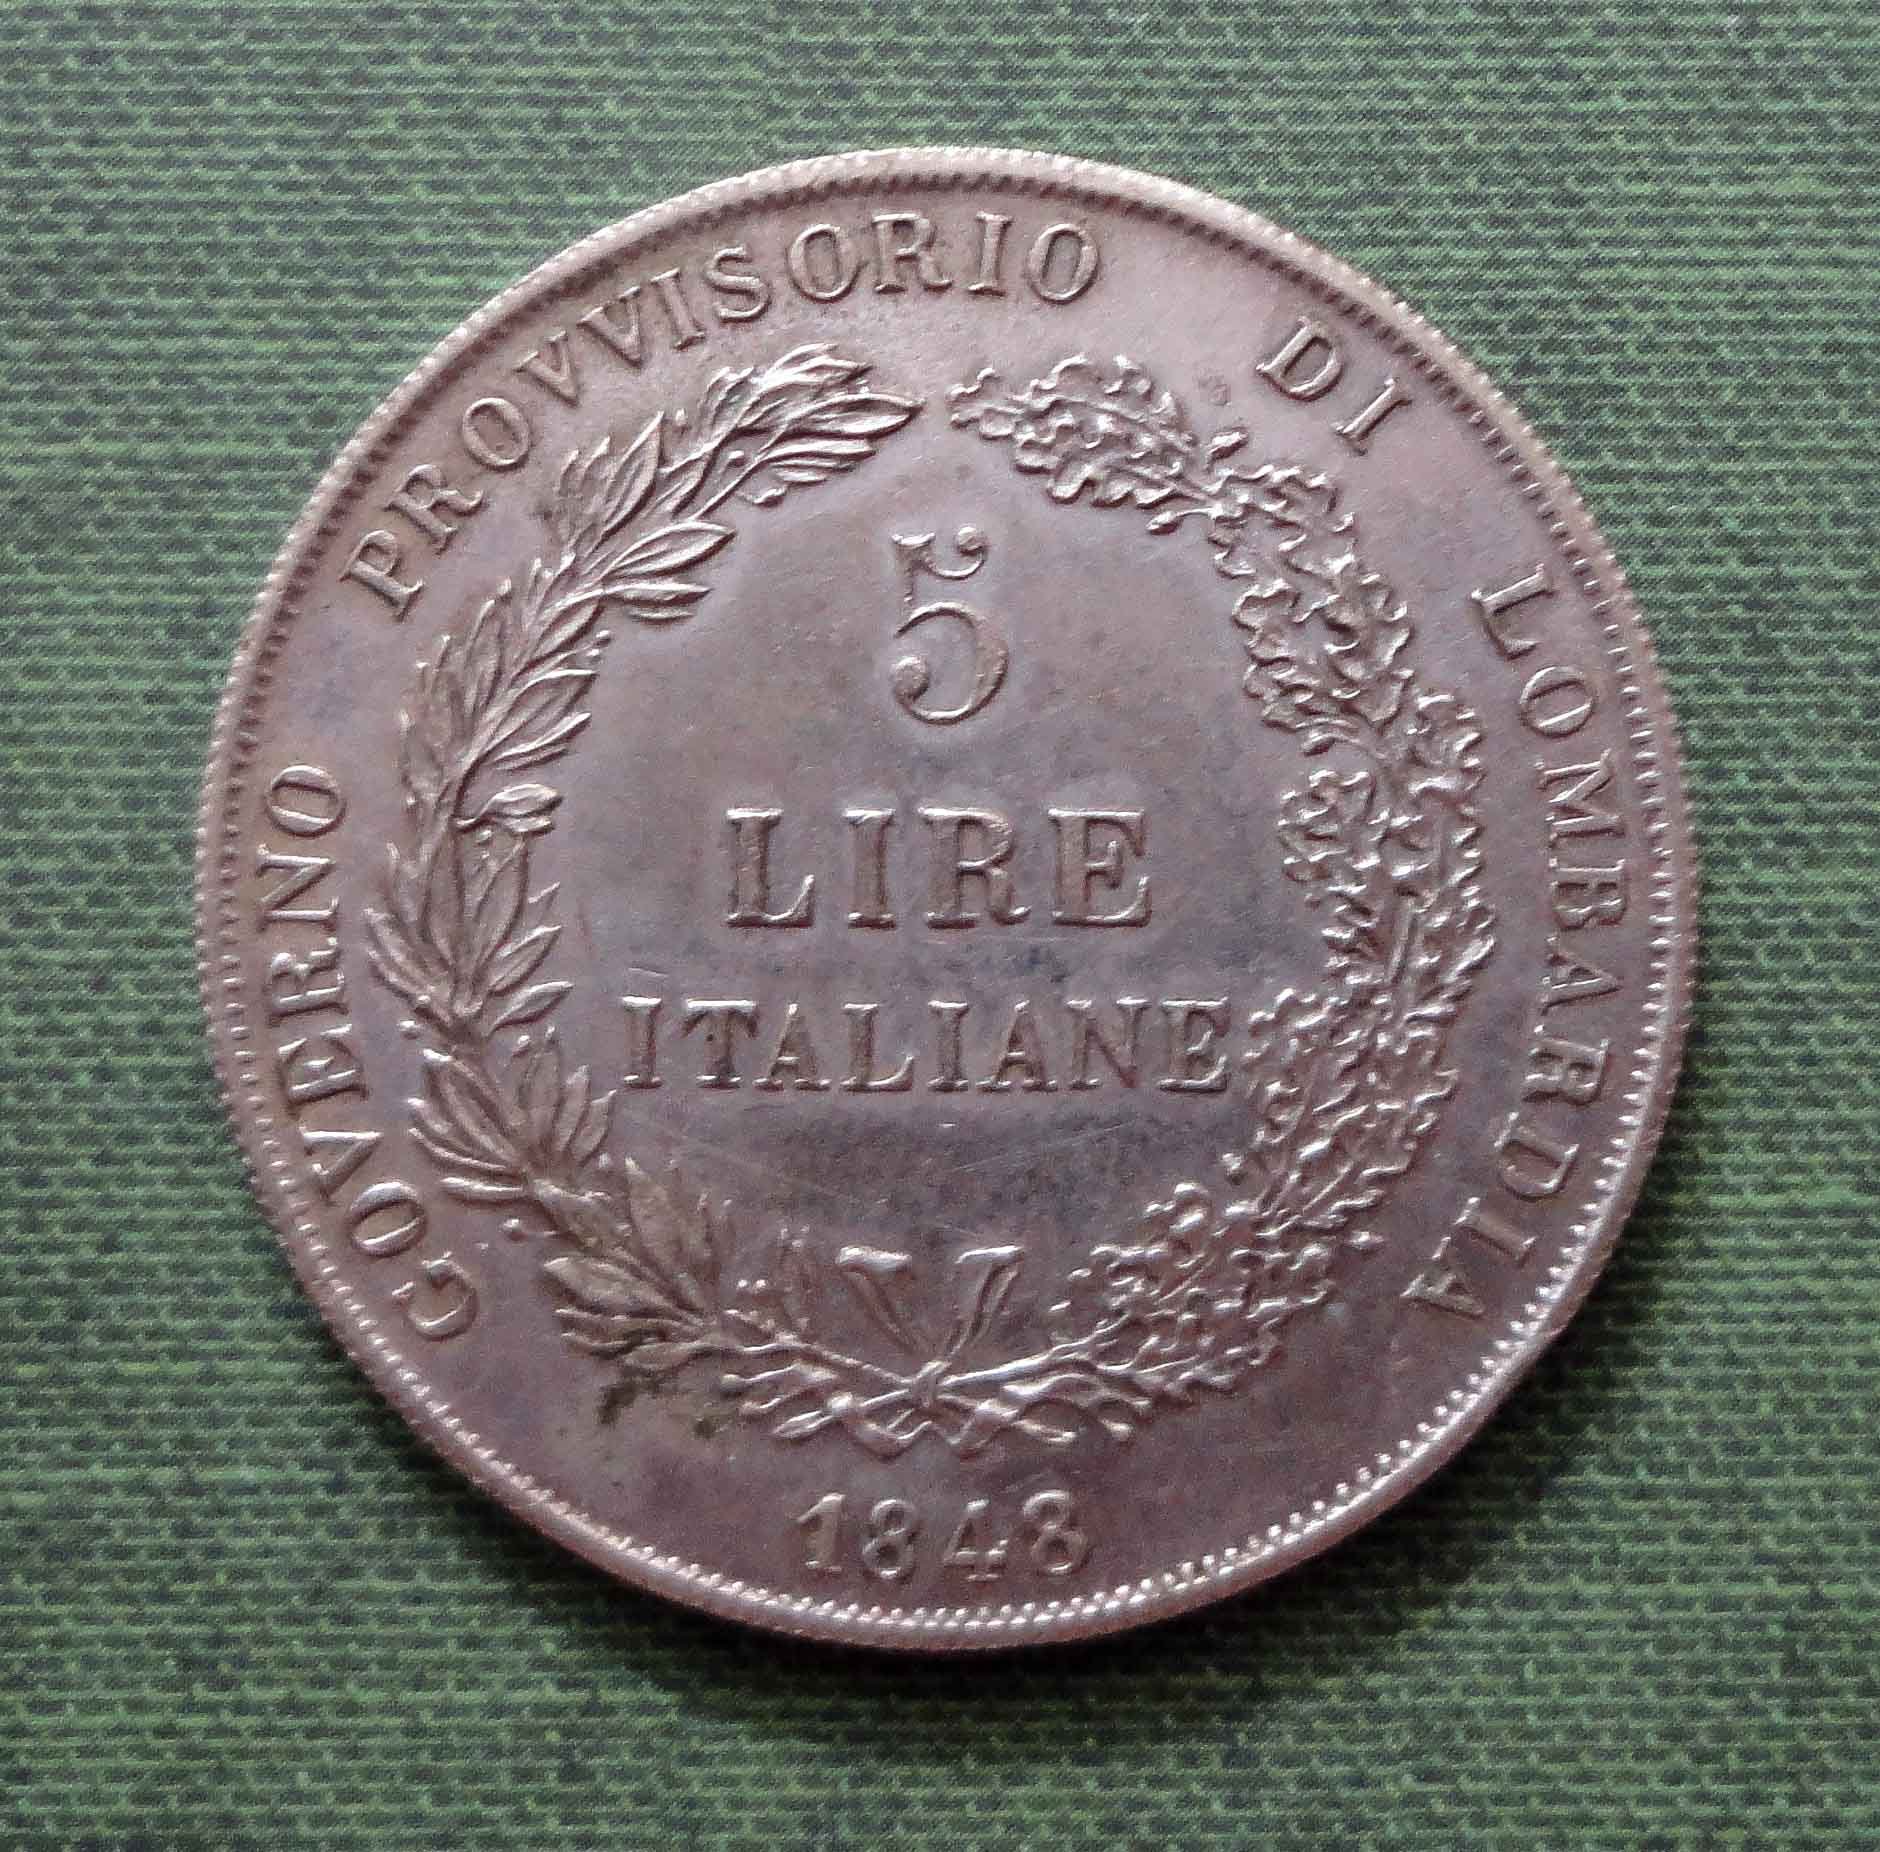 GOVERNO PROVVISORIO DI LOMBARDIA
5
LIRE
ITALIANE
1848